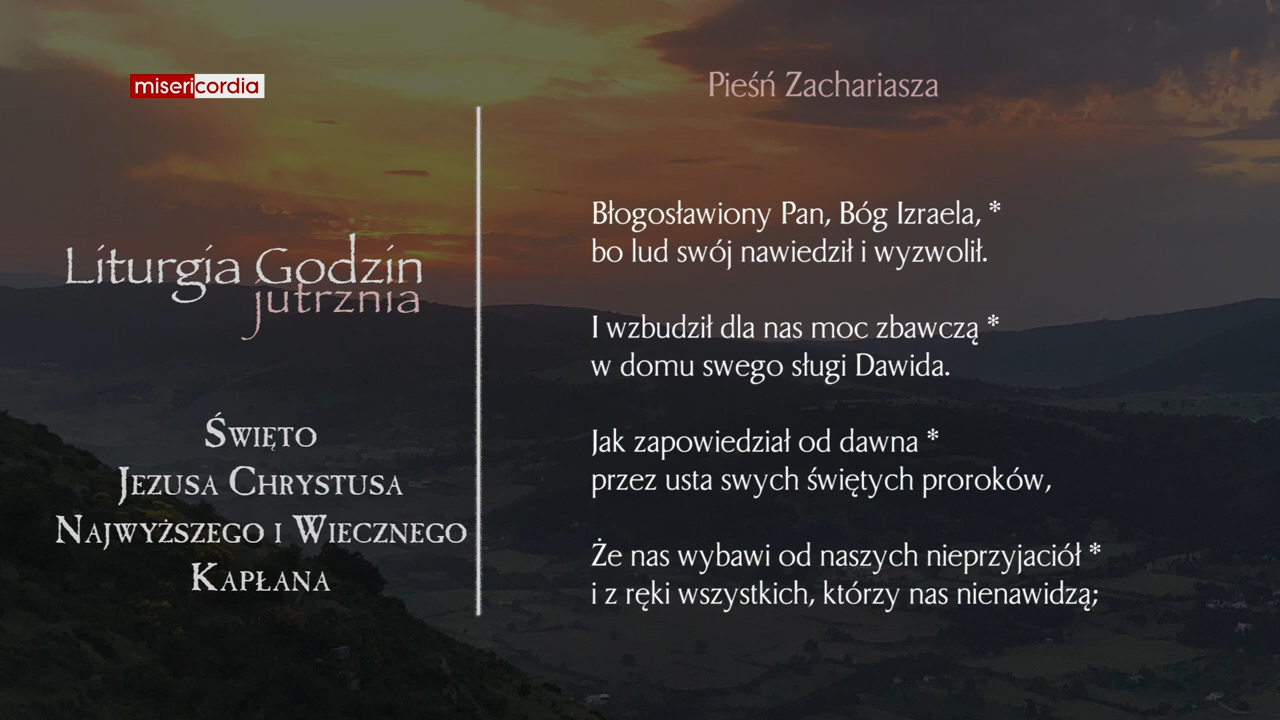 misericordia
Liturgia Godzin
jutrznia
Święto
Jezusa Chrystusa
Najwyższego i Wiecznego
Kapłana
Pieśń Zachariasza
Błogosławiony Pan, Bóg Izraela, *
bo lud swój nawiedził i wyzwolił.
I wzbudził dla nas moc zbawczą *
w domu swego sługi Dawida.
Jak zapowiedział od dawna *
przez usta swych świętych proroków,
Że nas wybawi od naszych nieprzyjaciół *
i z ręki wszystkich, którzy nas nienawidzą;